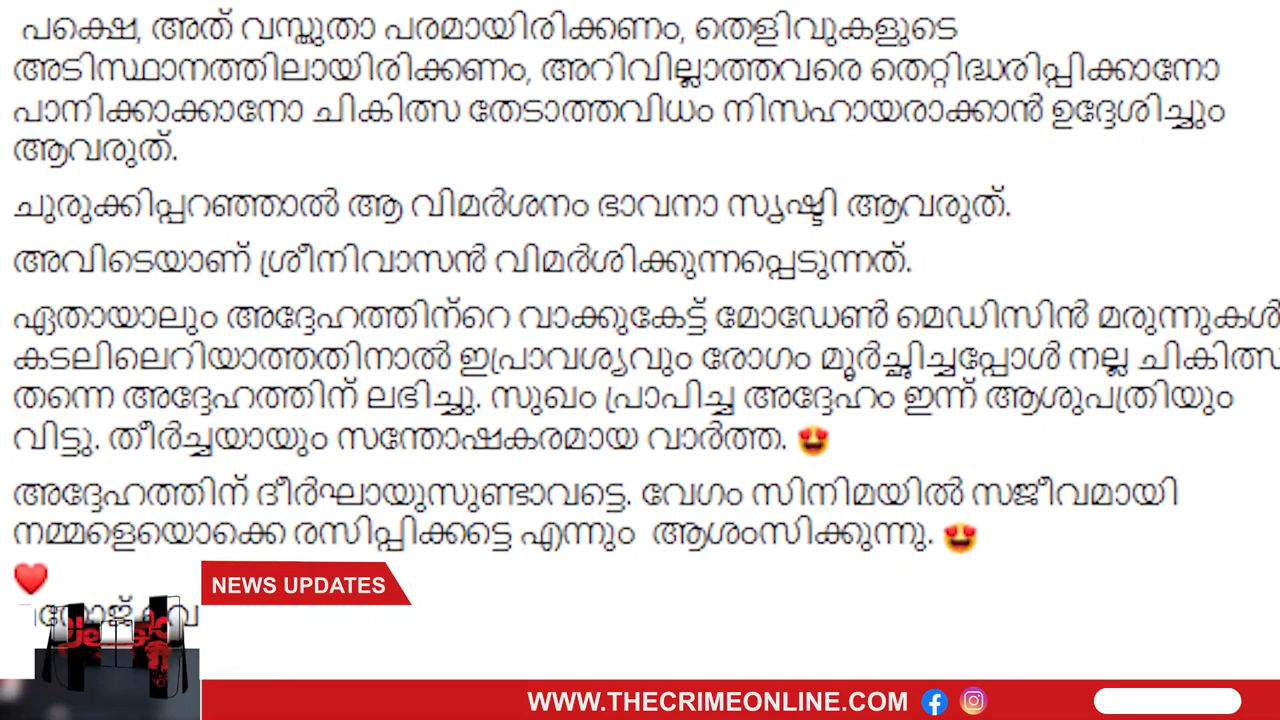 പക്ഷെ, അത് വസ്തുതാ പരമായിരിക്കണം, തെളിവുകളുടെ
അടിസ്ഥാനത്തിലായിരിക്കണം, അറിവില്ലാത്തവരെ തെറ്റിദ്ധരിപ്പിക്കാനോ
പാനിക്കാക്കാനോ ചികിത്സ തേടാത്തവിധം നിസഹായരാക്കാൻ ഉദ്ദേശിച്ചും
ആവരുത്.
ചുരുക്കിപ്പറഞ്ഞാൽ ആ വിമർശനം ഭാവനാ സൃഷ്ടി ആവരുത്.
അവിടെയാണ് ശ്രീനിവാസൻ വിമർശിക്കുന്നപ്പെടുന്നത്.
ഏതായാലും അദ്ദേഹത്തിന്റെ വാക്കുകേട്ട് മോഡേൺ മെഡിസിൻ മരുന്നുകൾ
കടലിലെറിയാത്തതിനാൽ ഇപ്രാവശ്യവും രോഗം മൂർച്ഛിച്ചപ്പോൾ നല്ല ചികിത്സ
തന്നെ അദ്ദേഹത്തിന് ലഭിച്ചു. സുഖം പ്രാപിച്ച അദ്ദേഹം ഇന്ന് ആശുപത്രിയും
വിട്ടു. തീർച്ചയായും സന്തോഷകരമായ വാർത്ത. 😍
അദ്ദേഹത്തിന് ദീർഘായുസുണ്ടാവട്ടെ. വേഗം സിനിമയിൽ സജീവമായി
നമ്മളെയൊക്കെ രസിപ്പിക്കട്ടെ എന്നും ആശംസിക്കുന്നു. 😍
♥
NEWS UPDATES
WWW.THECRIMEONLINE.COM